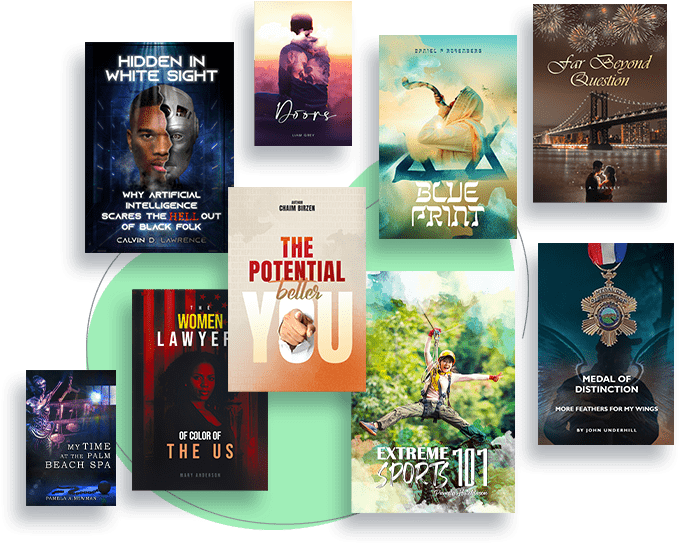 HIDDEN IN
WHITE SIGHT
WHY ARTIFICIAL
INTELLIGENCE
SCARES THE HELL OUT
OF BLACK FOLK
CALVIN D. LAWRENCE
Doors
DANIEL P ROSENBERG
BLUE
PRINT
Far Beyond
Question
AUTHOR
CHAIM BIRZEN
THE
POTENTIAL
better
YOU
THE
WOMEN
LAWYER
OF COLOR OF
THE US
MARY ANDERSON
EXTREME
SPORTS 101
MEDAL OF
DISTINCTION
MORE FEATHERS FOR MY WINGS
BY JOHN UNDERHILL
MY TIME
AT THE PALM
BEACH SPA